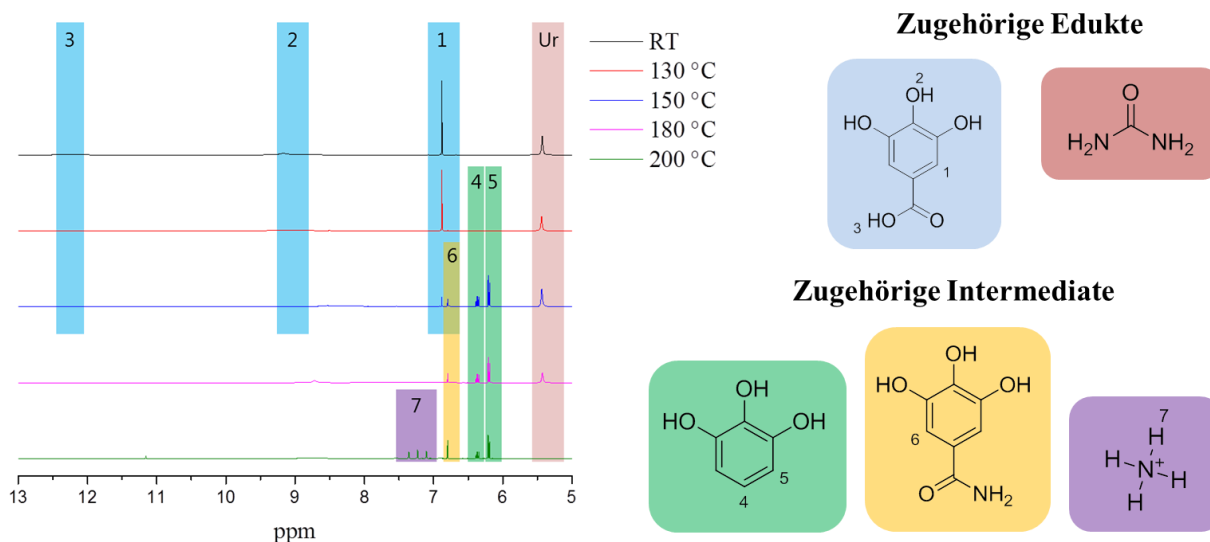 3
2
1
Ur
RT
130 °C
150 °C
180 °C
200 °C
4
5
6
7
13
12
11
10
9
8
7
6
5
ppm
Zugehörige Edukte
2
OH
HO
OH
1
HO
O
3
O
H₂N
NH₂
Zugehörige Intermediate
OH
HO
OH
5
4
OH
HO
OH
6
O
NH₂
7
H
H
N⁺
H
H